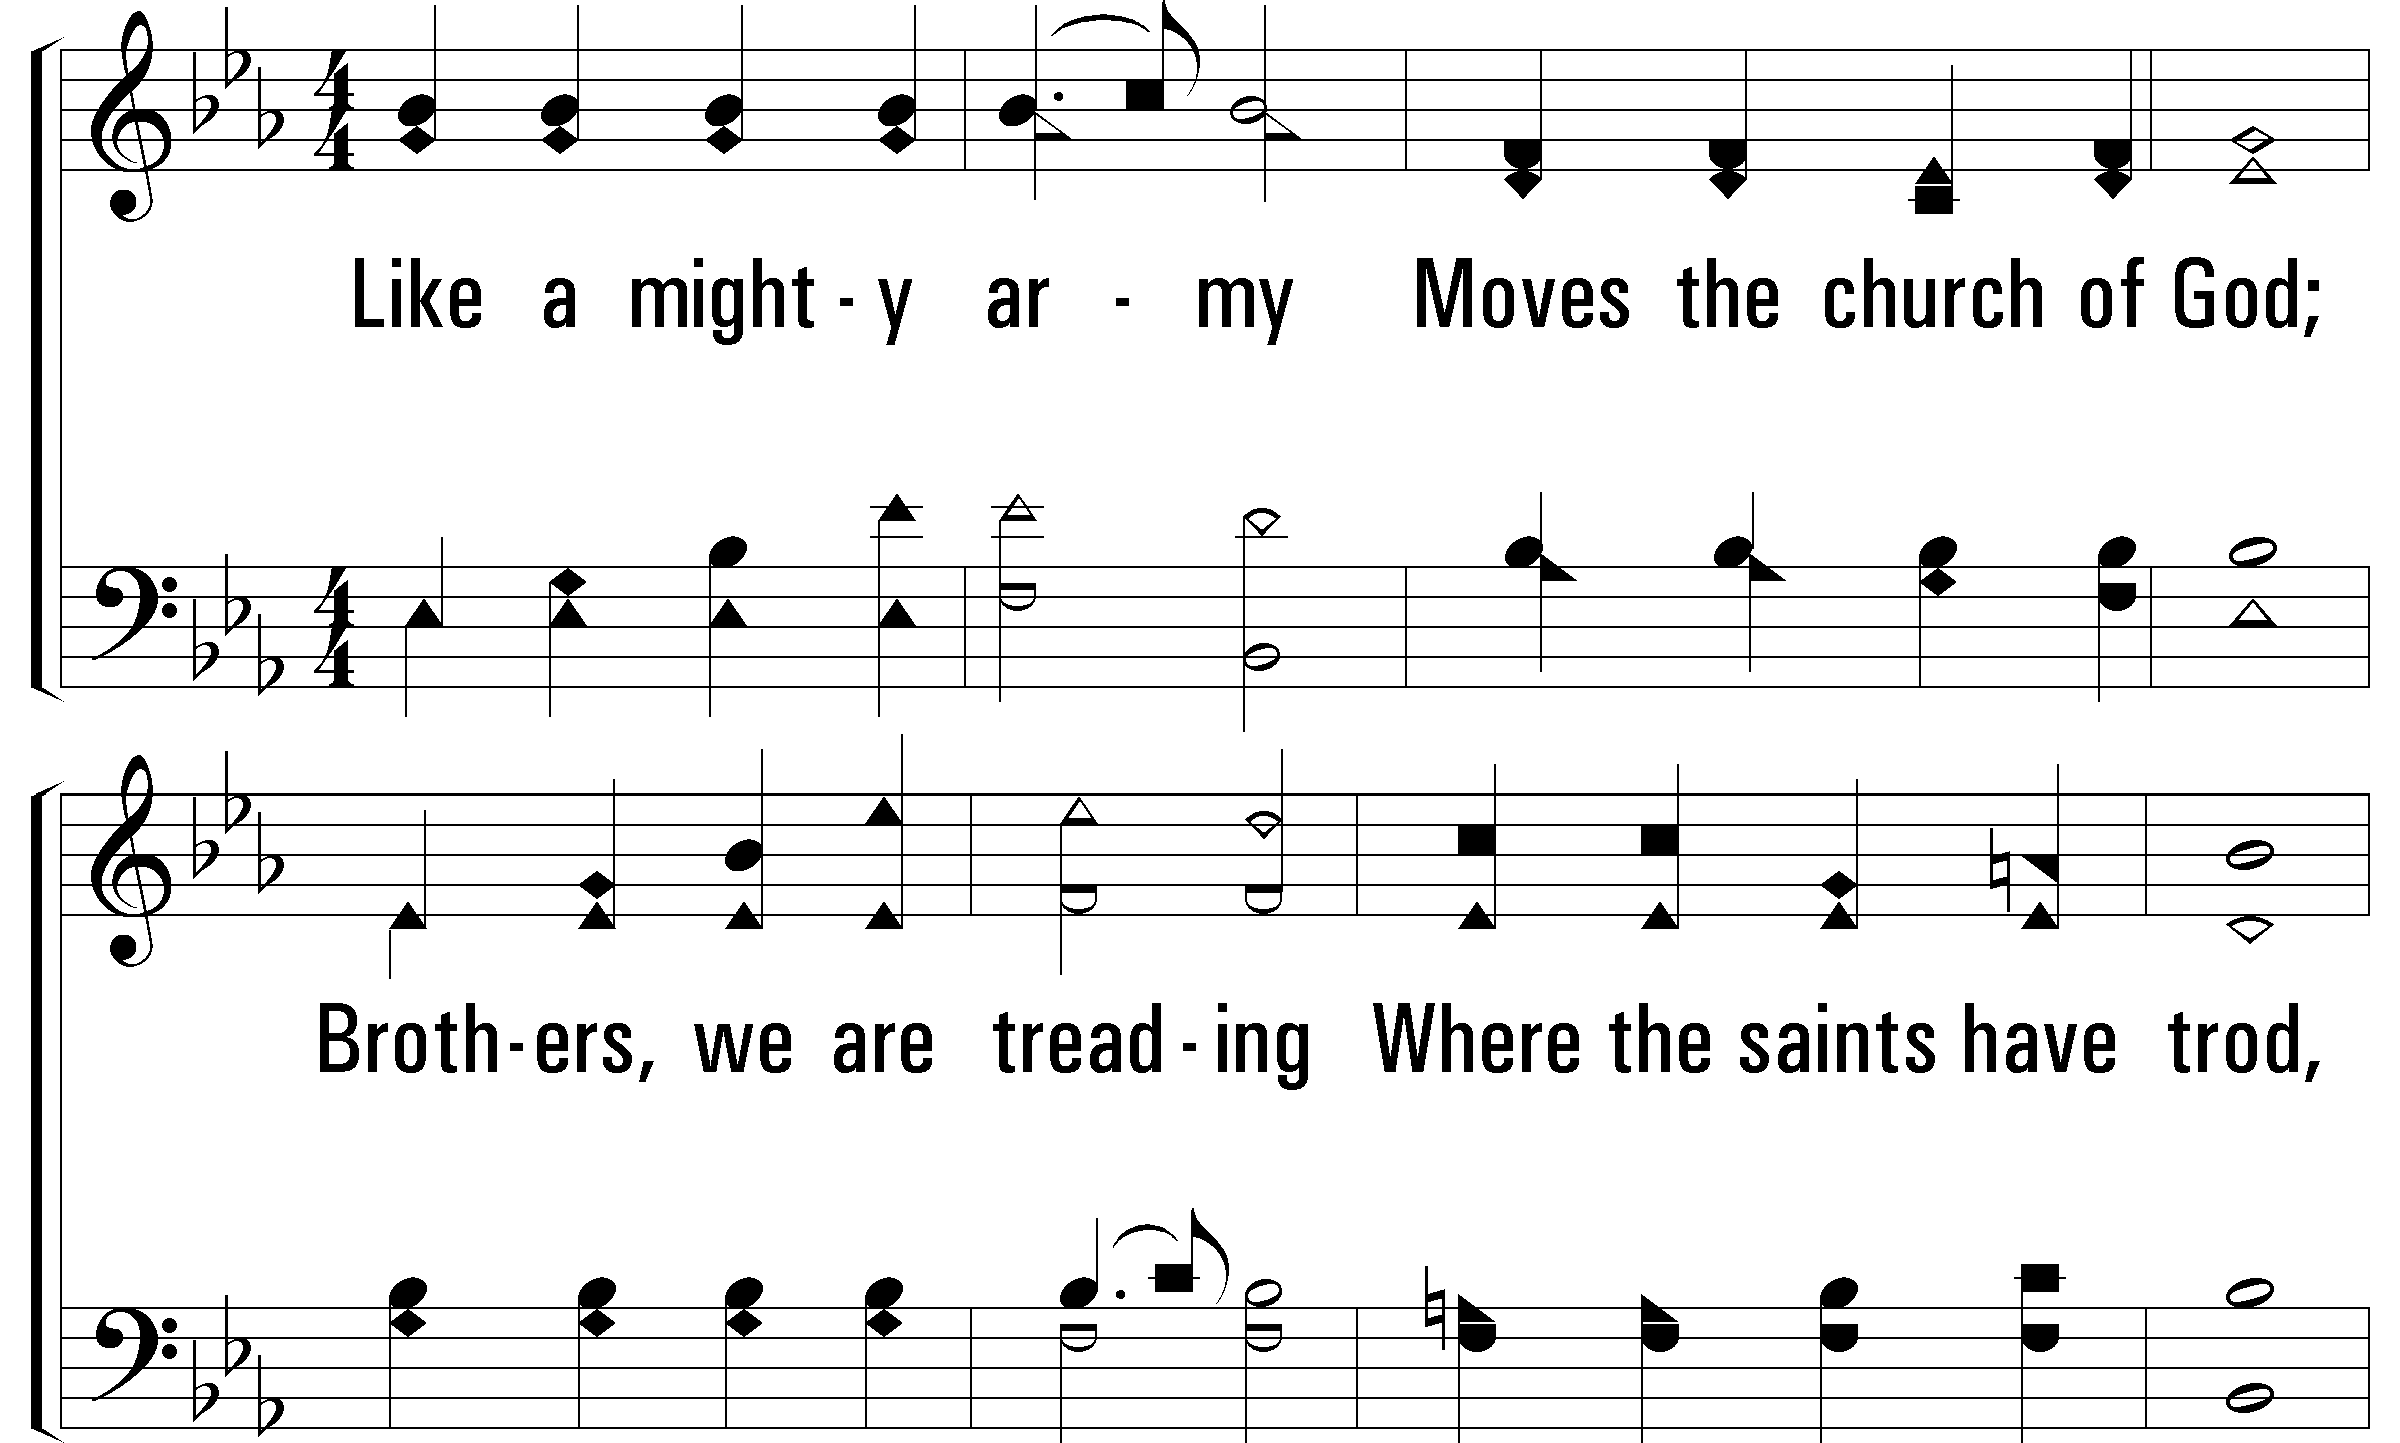 Like a might - y ar - my Moves the church of God;
Broth - ers, we are tread - ing Where the saints have trod,